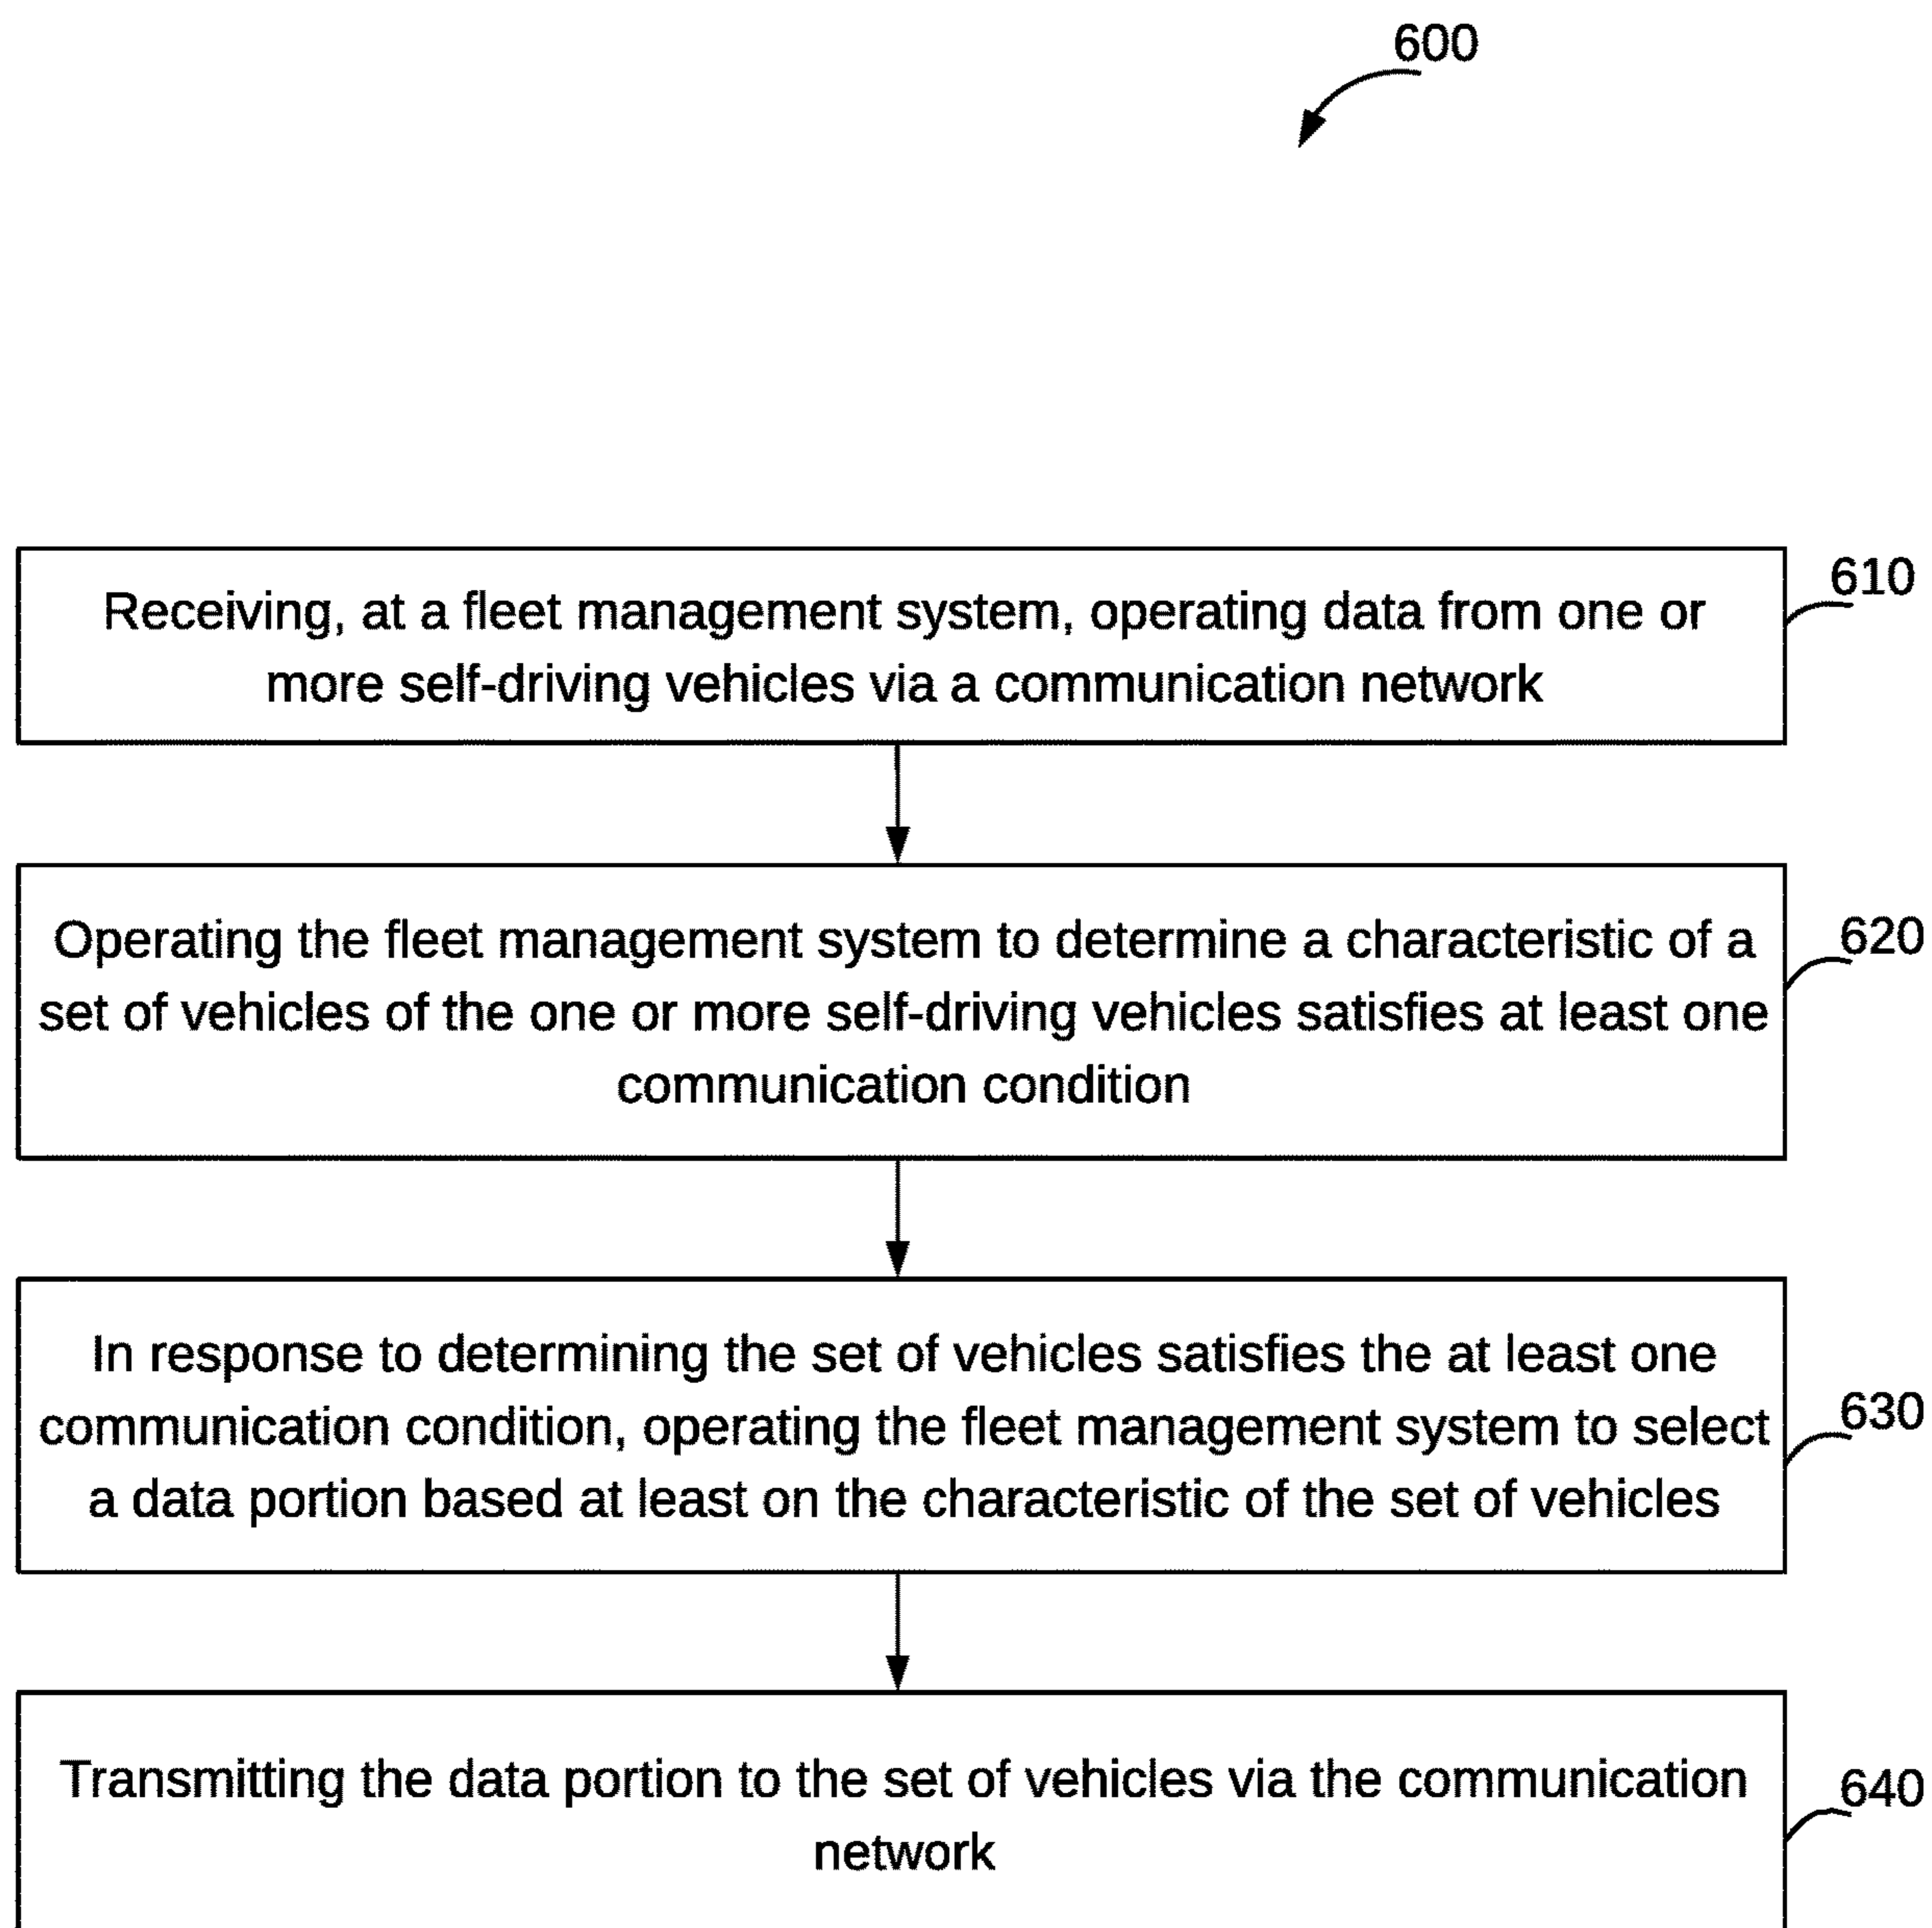 600
610
Receiving, at a fleet management system, operating data from one or
more self-driving vehicles via a communication network
620
Operating the fleet management system to determine a characteristic of a
set of vehicles of the one or more self-driving vehicles satisfies at least one
communication condition
630
In response to determining the set of vehicles satisfies the at least one
communication condition, operating the fleet management system to select
a data portion based at least on the characteristic of the set of vehicles
640
Transmitting the data portion to the set of vehicles via the communication
network